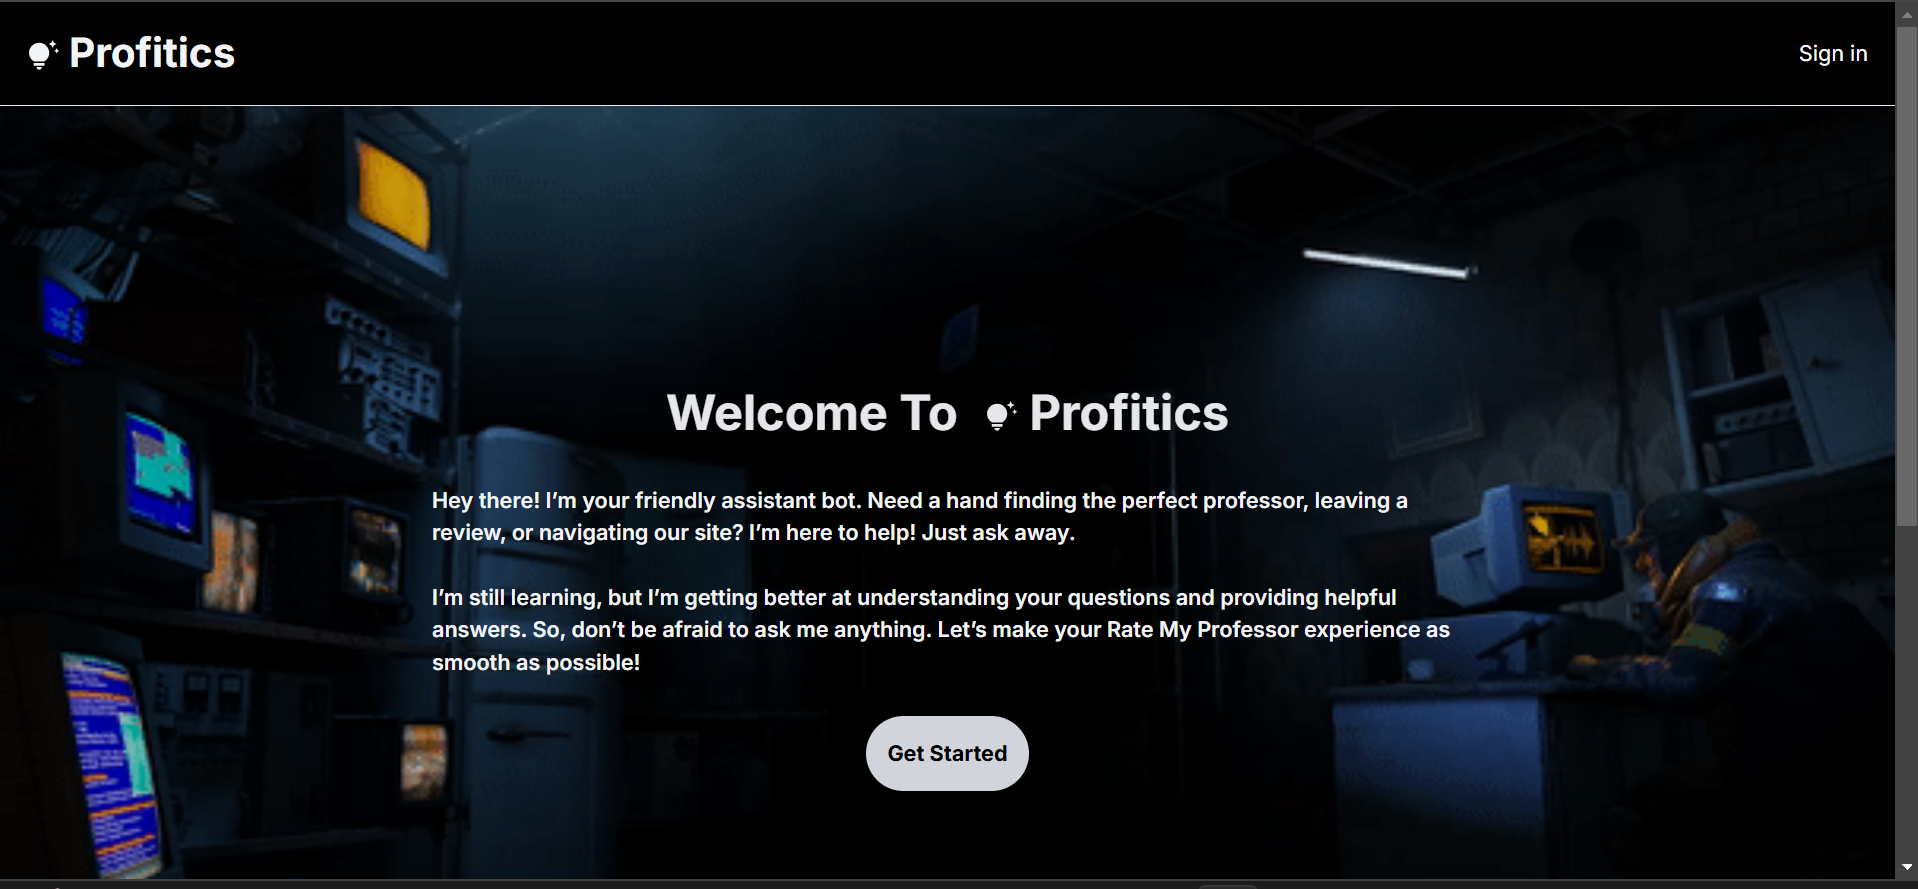 Profitics
Sign in
Welcome To Profitics
Hey there! I’m your friendly assistant bot. Need a hand finding the perfect professor, leaving a
review, or navigating our site? I’m here to help! Just ask away.
I’m still learning, but I’m getting better at understanding your questions and providing helpful
answers. So, don’t be afraid to ask me anything. Let’s make your Rate My Professor experience as
smooth as possible!
Get Started